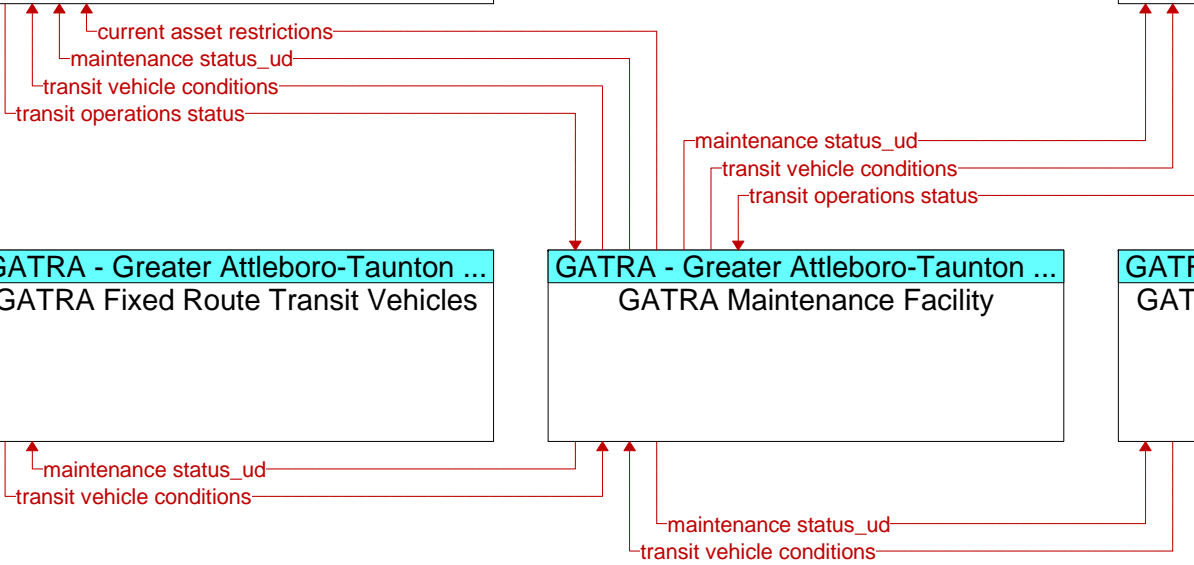 current asset restrictions
maintenance status_ud
transit vehicle conditions
transit operations status
maintenance status_ud
transit vehicle conditions
transit operations status
GATRA - Greater Attleboro-Taunton ...
GATRA Fixed Route Transit Vehicles
GATRA - Greater Attleboro-Taunton ...
GATRA Maintenance Facility
maintenance status_ud
transit vehicle conditions
maintenance status_ud
transit vehicle conditions